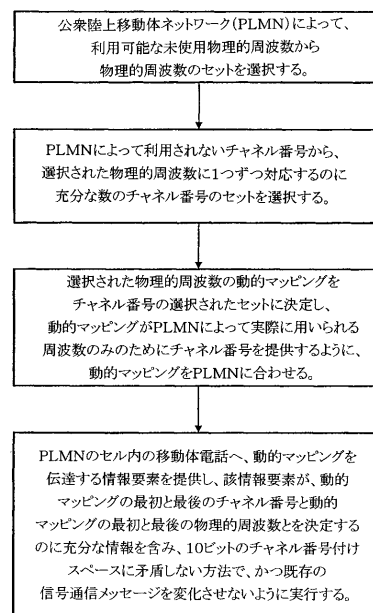 公衆陸上移動体ネットワーク(PLMN)によって、
利用可能な未使用物理的周波数から
物理的周波数のセットを選択する。
PLMNによって利用されないチャネル番号から、
選択された物理的周波数に1つずつ対応するのに
充分な数のチャネル番号のセットを選択する。
選択された物理的周波数の動的マッピングを
チャネル番号の選択されたセットに決定し、
動的マッピングがPLMNによって実際に用いられる
周波数のみのためにチャネル番号を提供するように、
動的マッピングをPLMNに合わせる。
PLMNのセル内の移動体電話へ、動的マッピングを
伝達する情報要素を提供し、該情報要素が、動的
マッピングの最初と最後のチャネル番号と動的
マッピングの最初と最後の物理的周波数とを決定する
のに充分な情報を含み、10ビットのチャネル番号付け
スペースに矛盾しない方法で、かつ既存の
信号通信メッセージを変化させないように実行する。